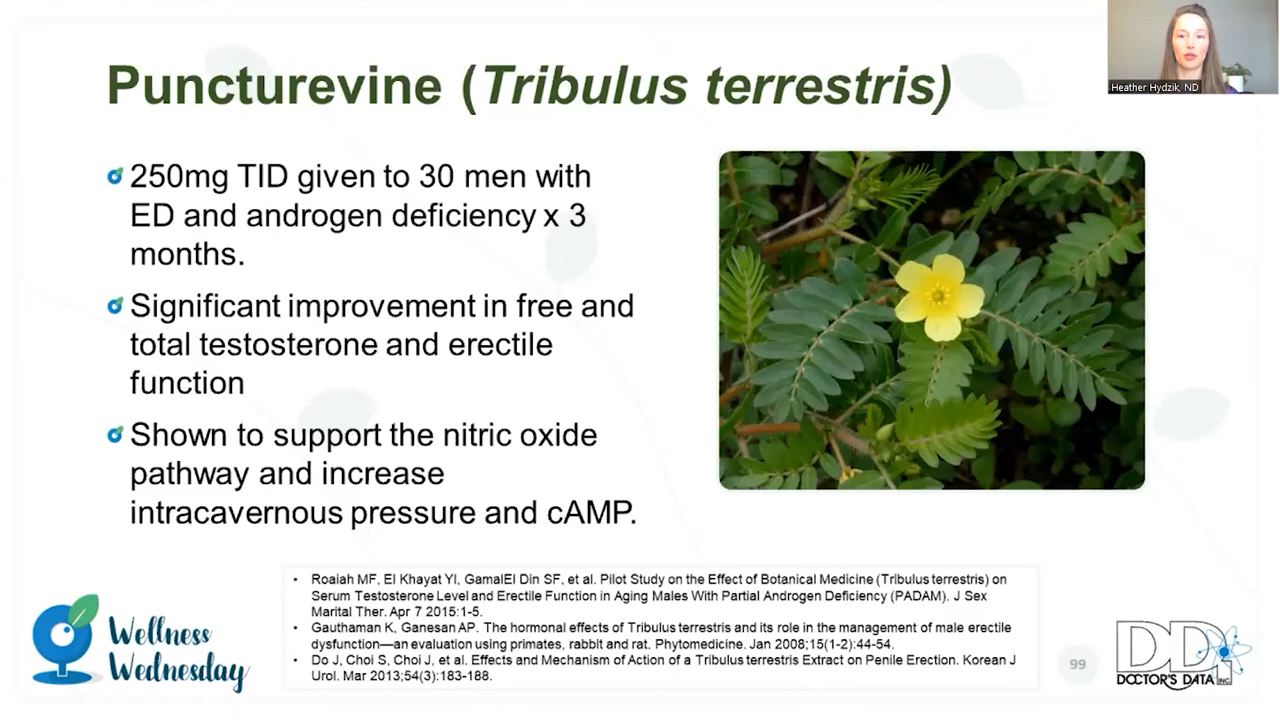 Puncturevine (Tribulus terrestris)
Heather Hydzik, ND
250mg TID given to 30 men with
ED and androgen deficiency x 3
months.
Significant improvement in free and
total testosterone and erectile
function
Shown to support the nitric oxide
pathway and increase
intracavernous pressure and cAMP.
• Roaiah MF, El Khayat YI, GamalEl Din SF, et al. Pilot Study on the Effect of Botanical Medicine (Tribulus terrestris) on
Serum Testosterone Level and Erectile Function in Aging Males With Partial Androgen Deficiency (PADAM). J Sex
Marital Ther. Apr 7 2015:1-5.
• Gauthaman K, Ganesan AP. The hormonal effects of Tribulus terrestris and its role in the management of male erectile
dysfunction—an evaluation using primates, rabbit and rat. Phytomedicine. Jan 2008;15(1-2):44-54.
• Do J, Choi S, Choi J, et al. Effects and Mechanism of Action of a Tribulus terrestris Extract on Penile Erection. Korean J
Urol. Mar 2013;54(3):183-188.
Wellness
Wednesday
99
DDI
DOCTOR'S DATA INC.